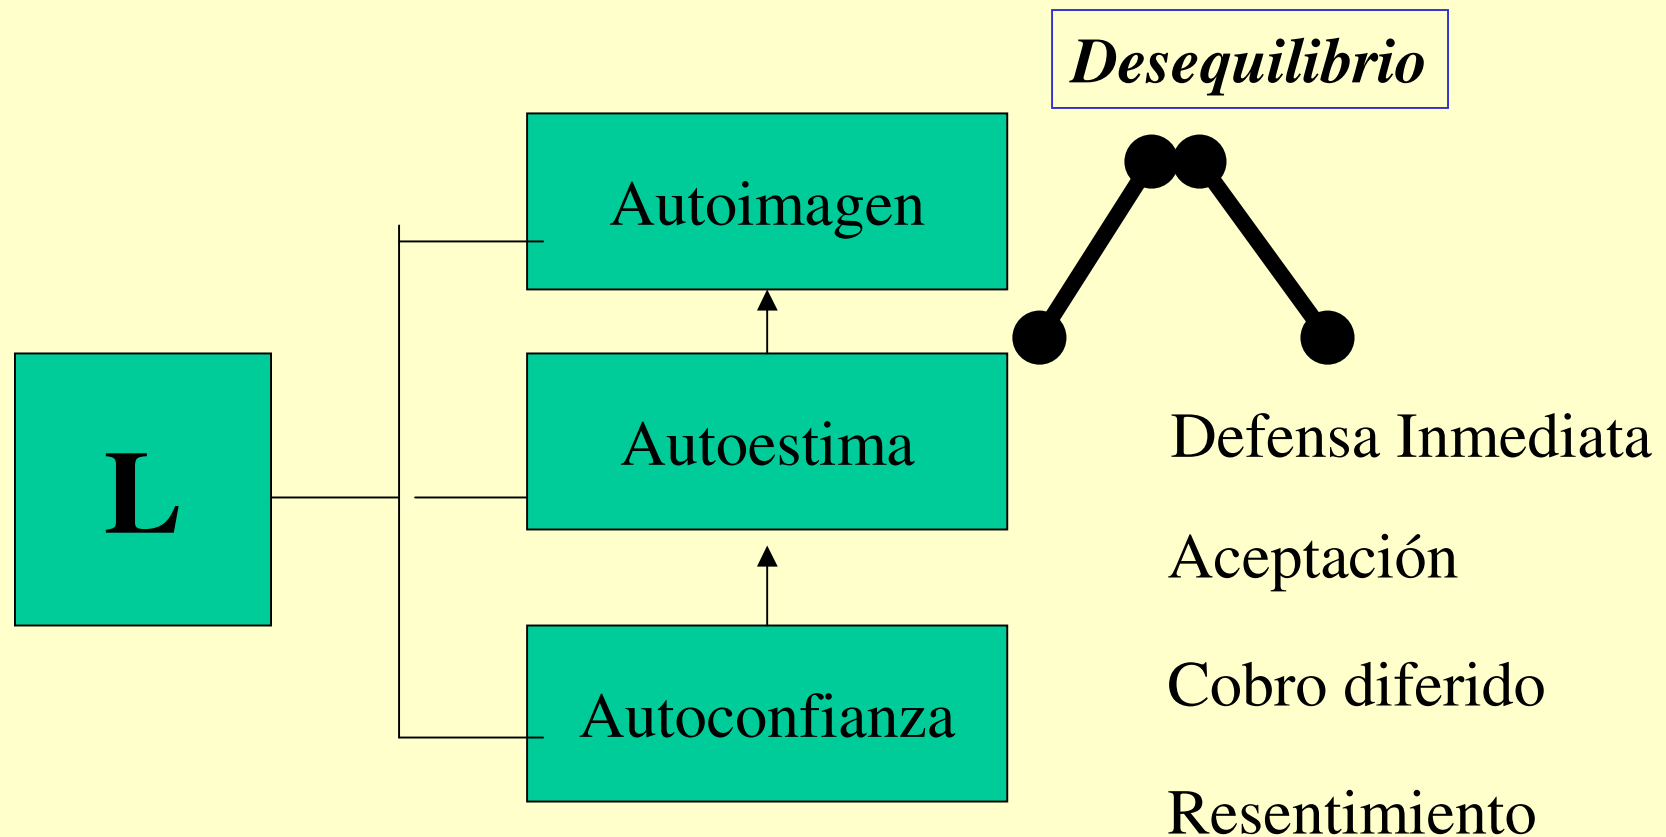 Desequilibrio
Autoimagen
Autoestima
L
Autoconfianza
Defensa Inmediata
Aceptación
Cobro diferido
Resentimiento